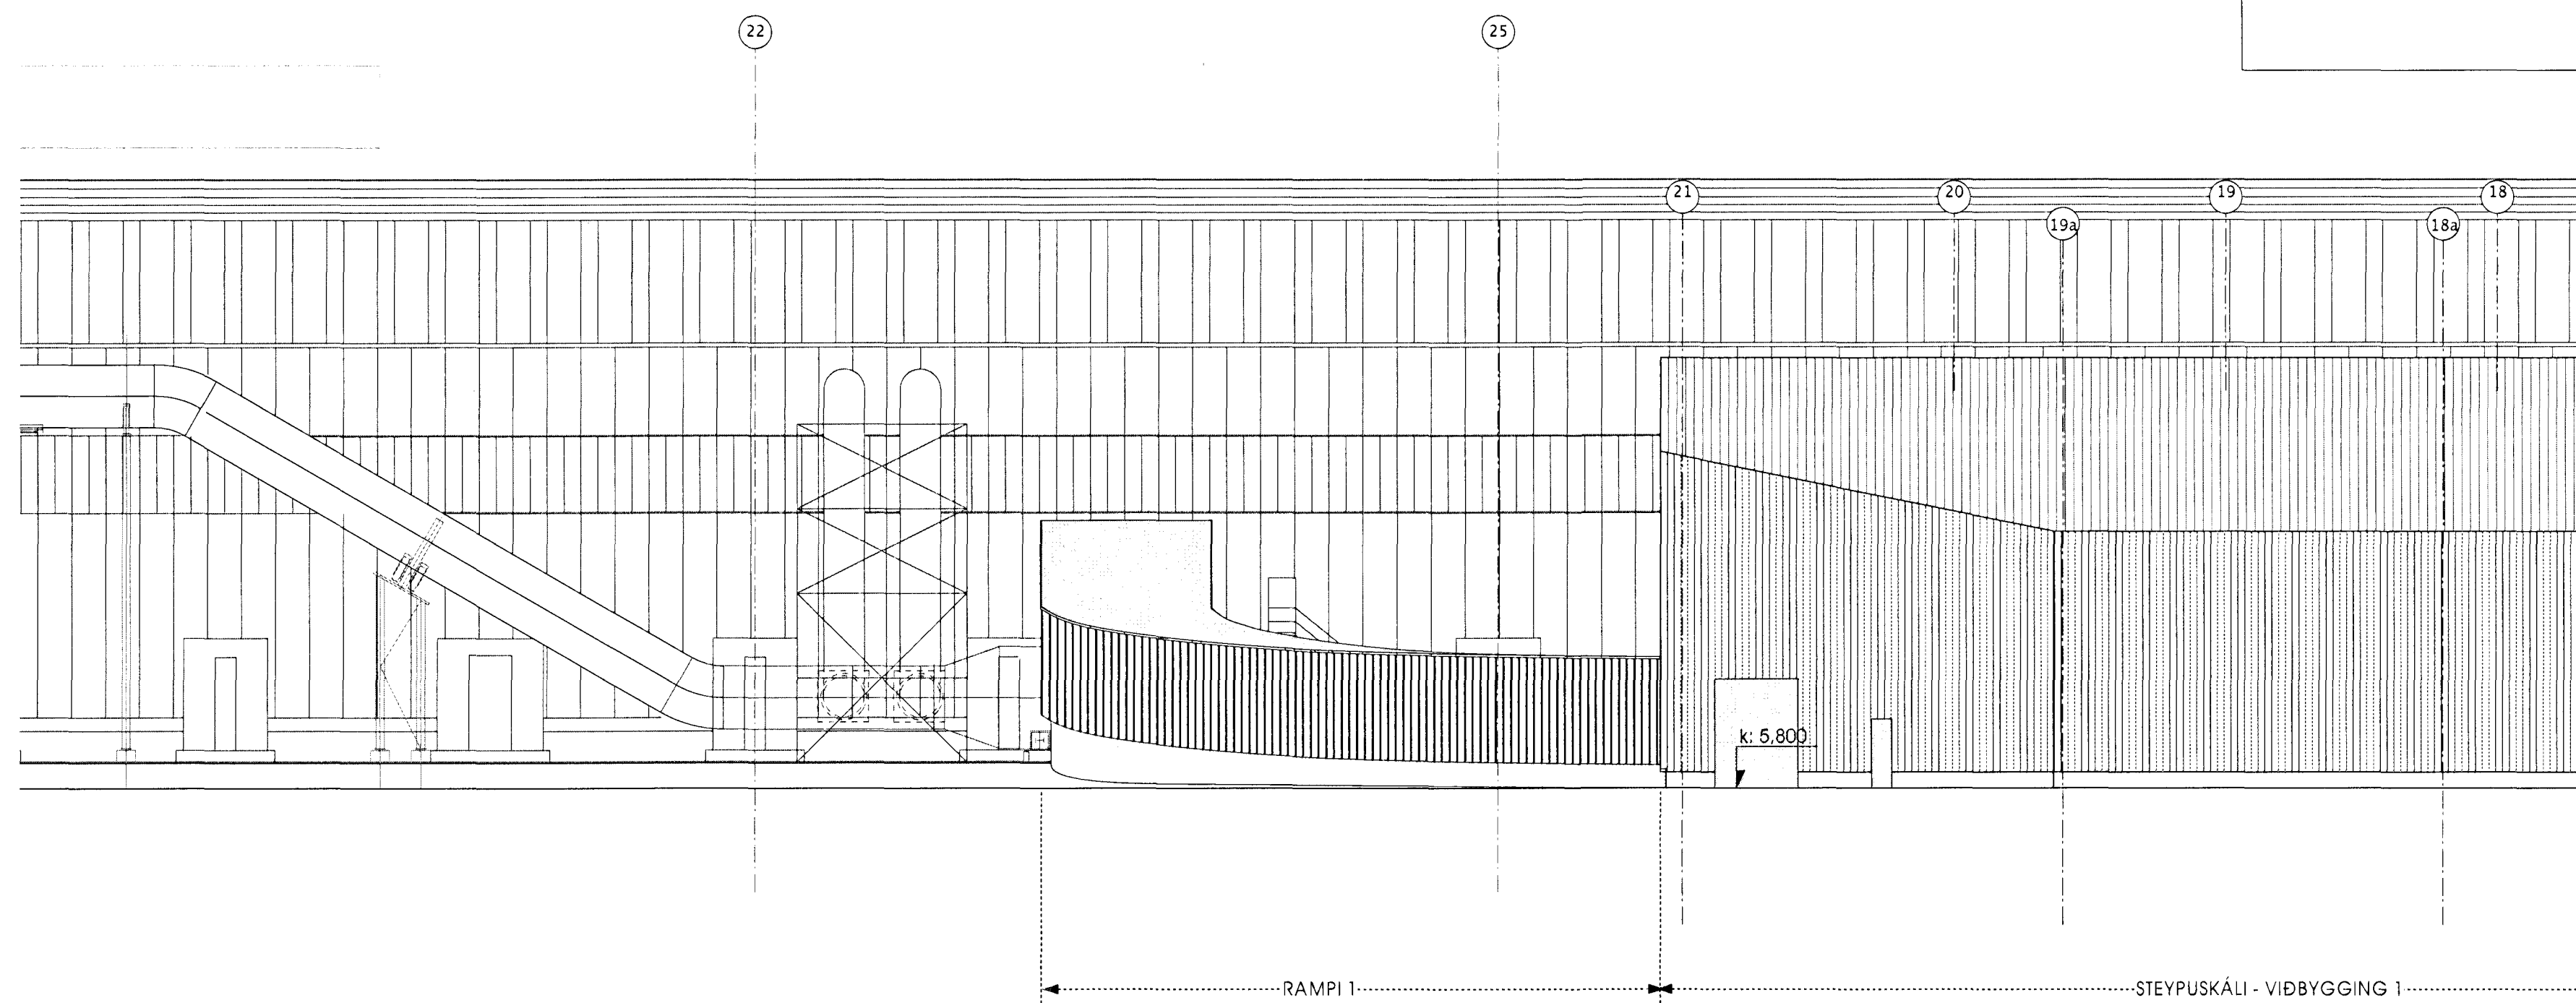 22
25
21
20
19
18
19a
18a
k: 5,800
RAMPI 1
STEYPUSKÁLI - VIÐBYGGING 1